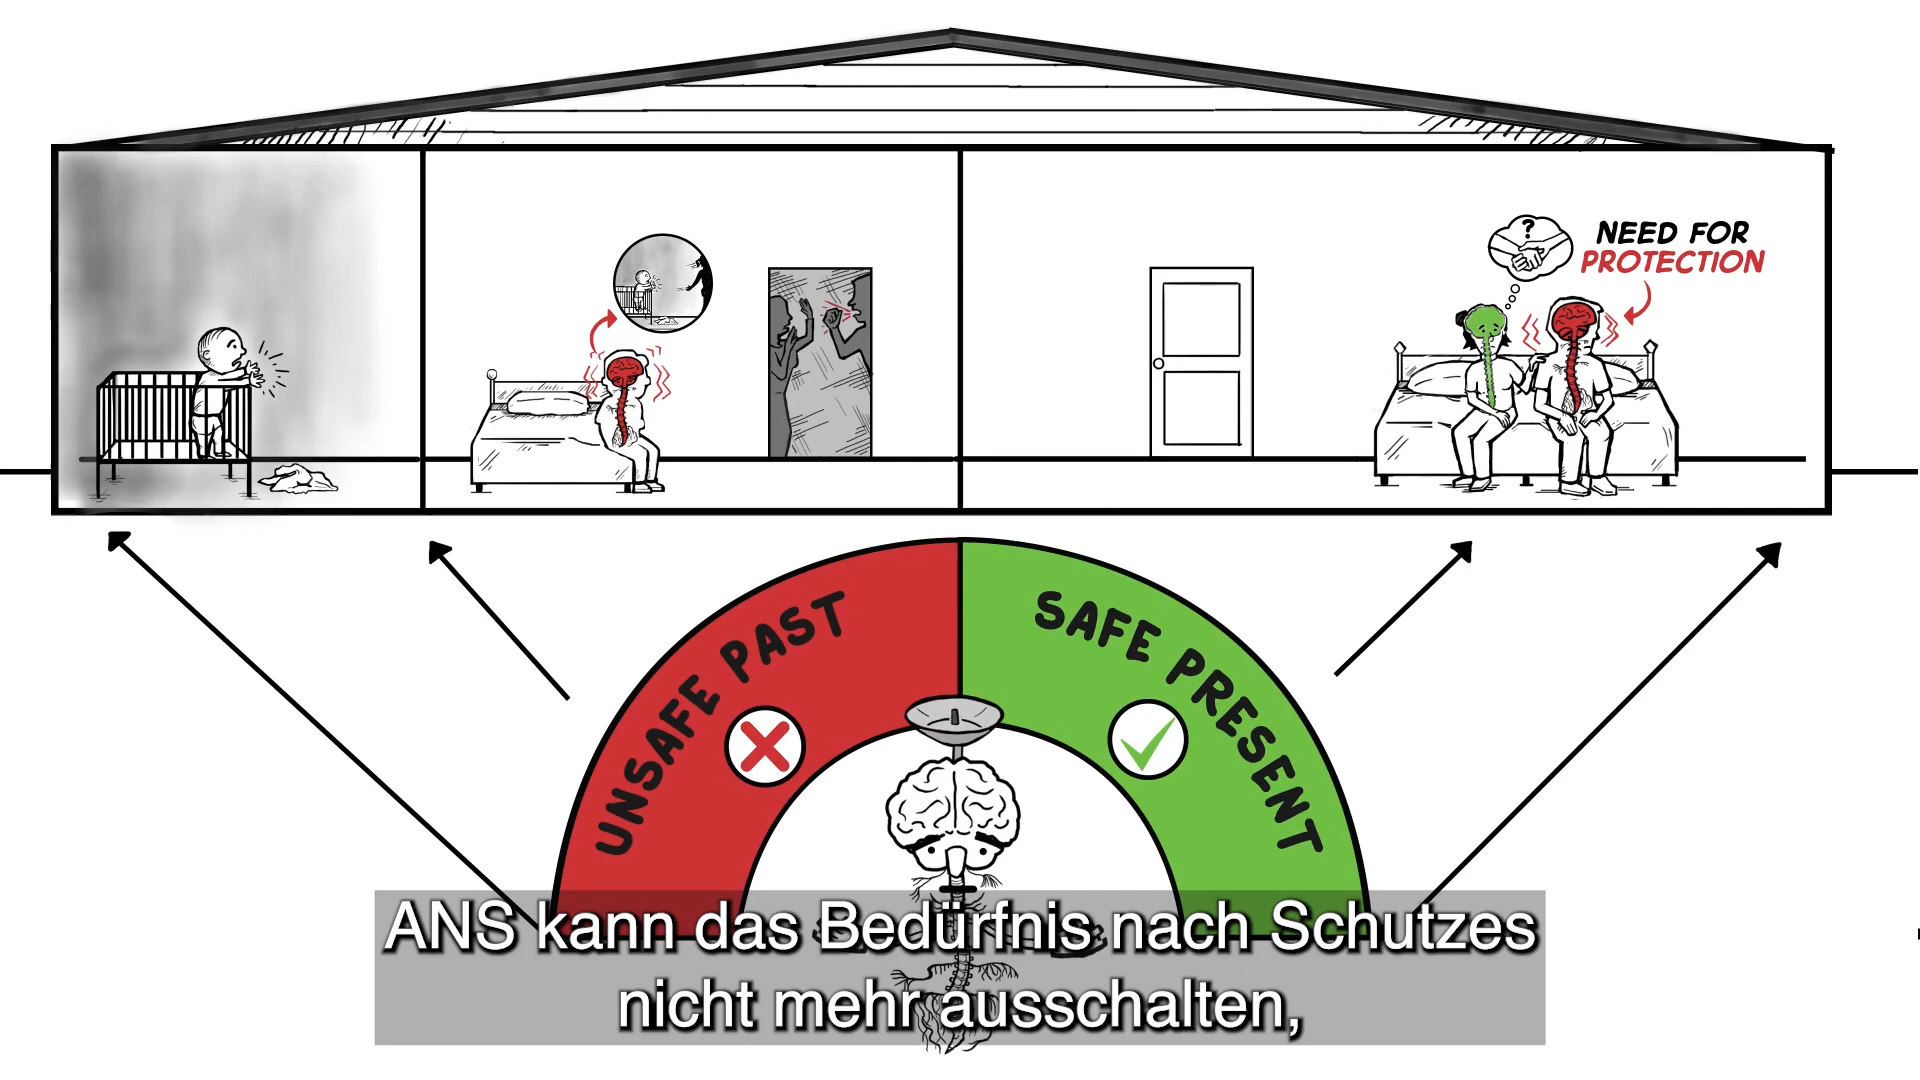 ?
NEED FOR
PROTECTION
UNSAFE PAST
SAFE PRESENT
ANS kann das Bedürfnis nach Schutzes
nicht mehr ausschalten,